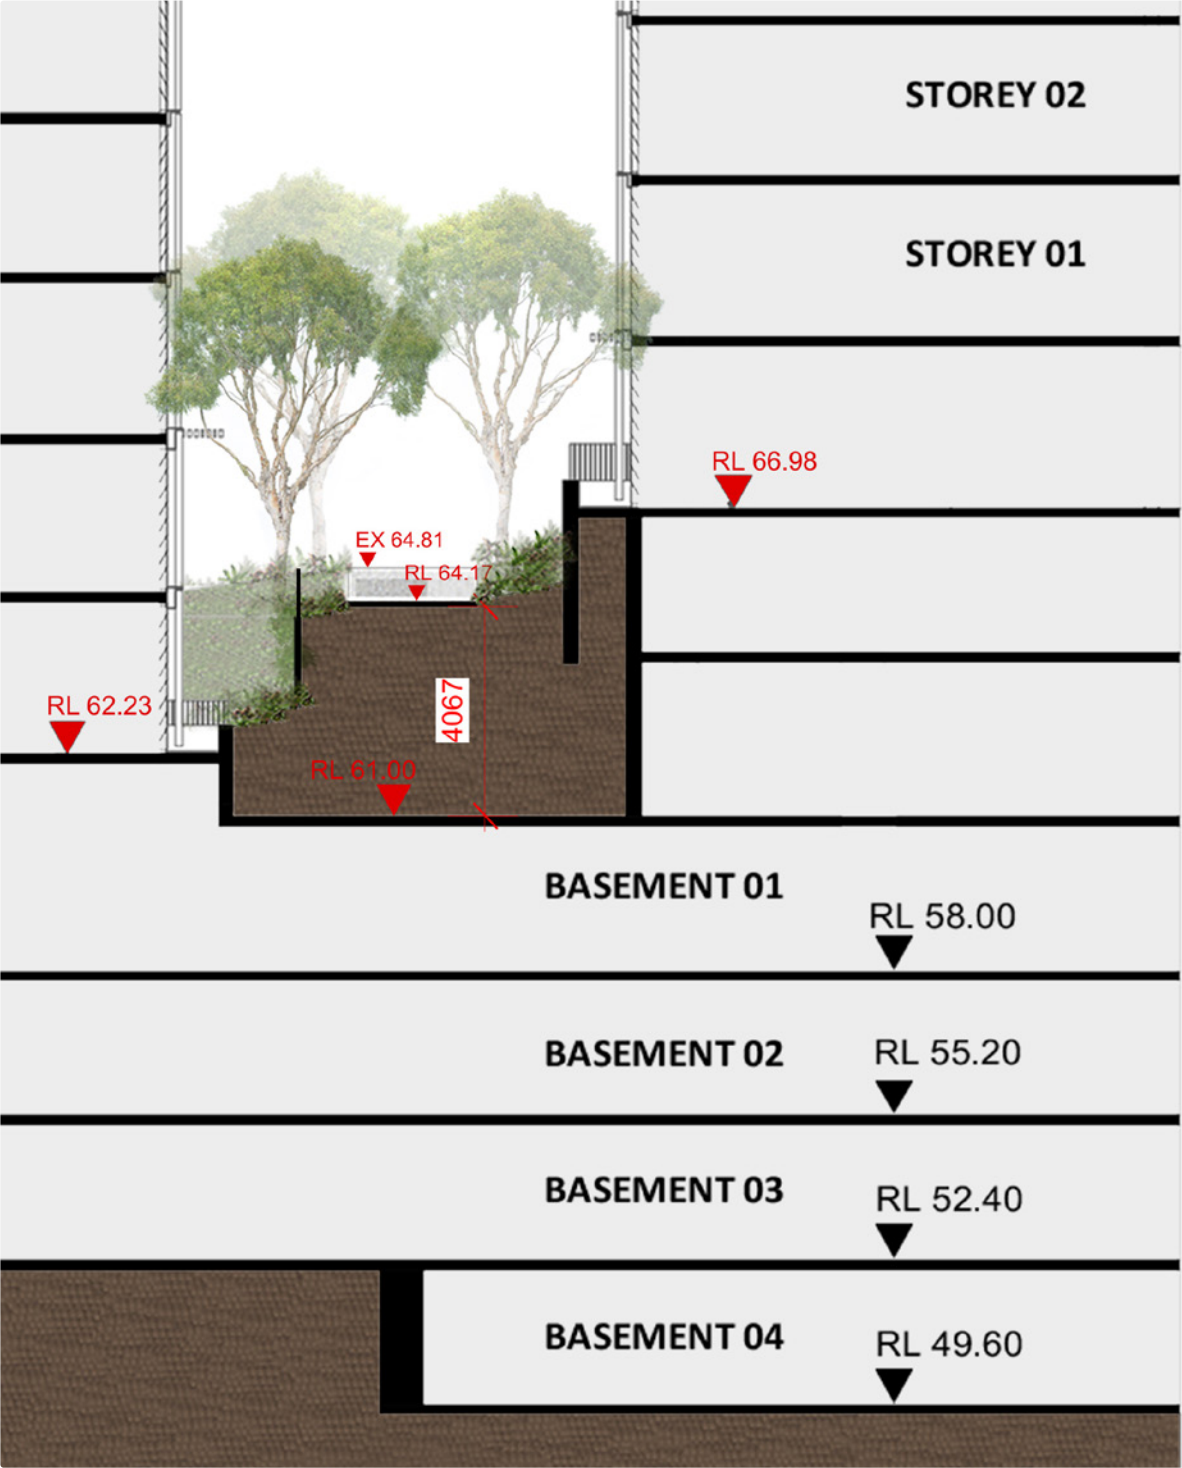 STOREY 02
STOREY 01
RL 66.98
EX 64.81
RL 64.17
4067
RL 62.23
RL 61.00
BASEMENT 01
RL 58.00
BASEMENT 02
RL 55.20
BASEMENT 03
RL 52.40
BASEMENT 04
RL 49.60